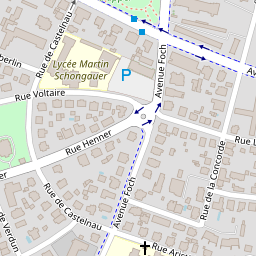 Rue de Castelnau
Avenue Foch
Lycée Martin
Schongauer
P
Rue Voltaire
Rue Henner
Rue de la Concorde
Avenue Foch
Rue de Castelnau